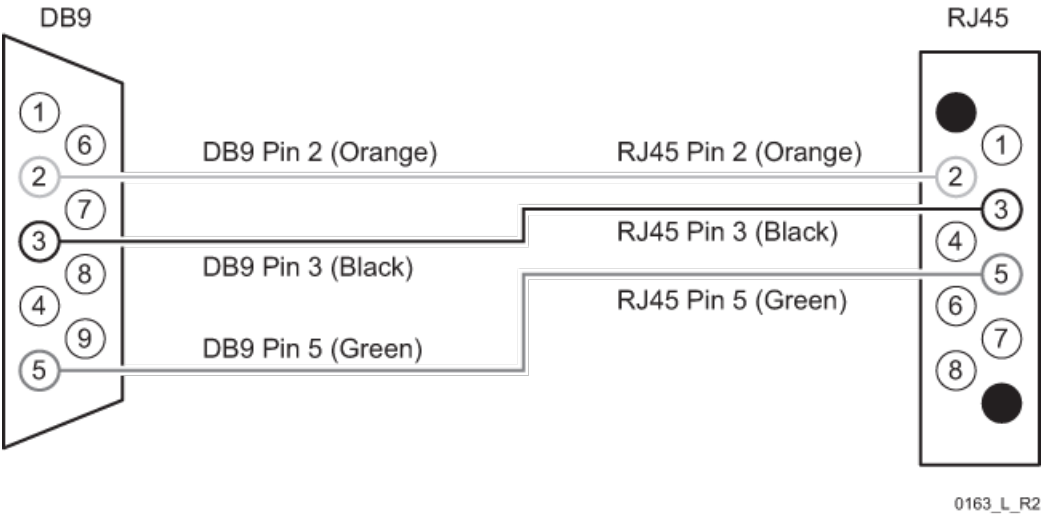 DB9
RJ45
1
6
2
7
3
8
4
9
5
DB9 Pin 2 (Orange)
RJ45 Pin 2 (Orange)
DB9 Pin 3 (Black)
RJ45 Pin 3 (Black)
DB9 Pin 5 (Green)
RJ45 Pin 5 (Green)
1
2
3
4
5
6
7
8
0163_L_R2